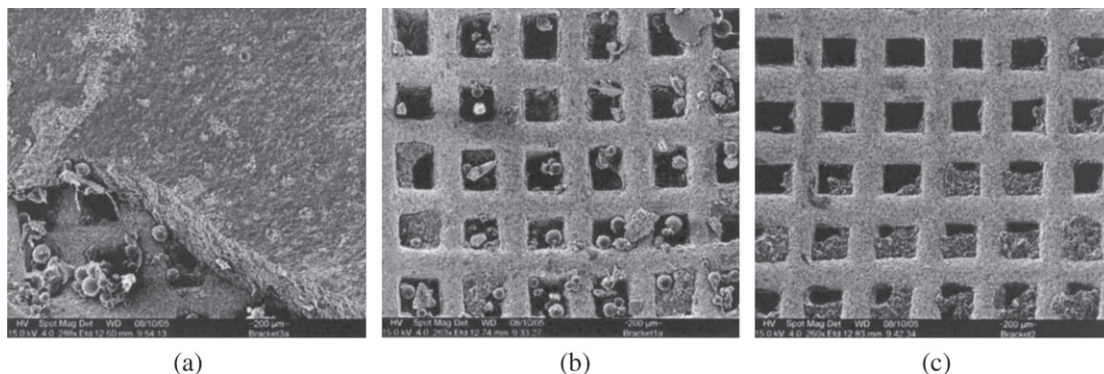 HV Spot Mag Det WD 08/10/05 -200 µm-
15.0 kV 4.0 Etd 12.60 mm 9.54.13 Bracket3a
HV Spot Mag Det WD 08/10/05 -200 µm-
15.0 kV 4.0 263x Etd 12.74 mm 9.33.27 Bracket1a
HV Spot Mag Det WD 08/10/05 -200 µm-
15.0 kV 4.0 260x Etd 12.83 mm 9.42.34 Bracket2
(a) (b) (c)